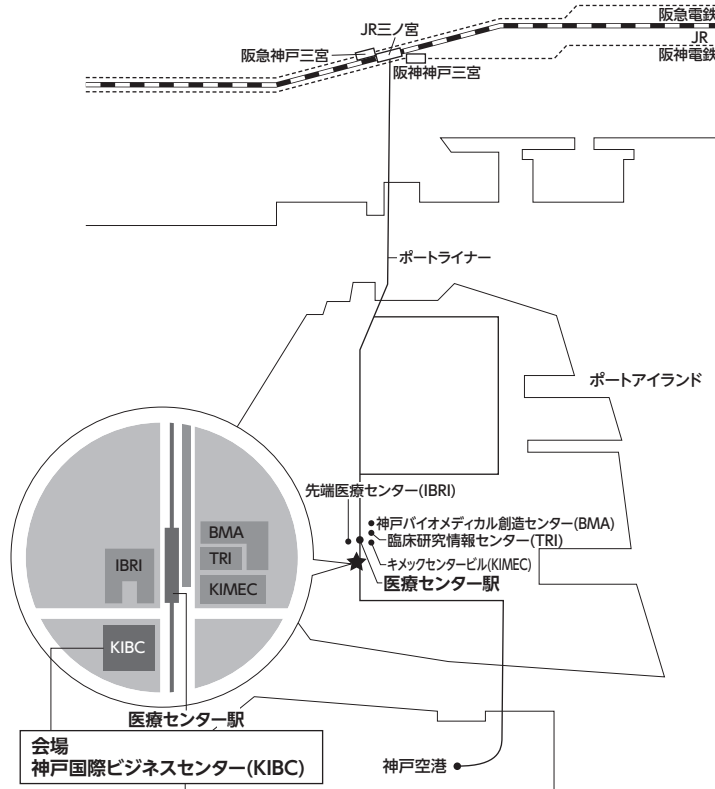 阪急電鉄
JR三ノ宮
JR
阪急神戸三宮
阪神電鉄
阪神神戸三宮
ポートライナー
ポートアイランド
先端医療センター(IBRI)
神戸バイオメディカル創造センター(BMA)
臨床研究情報センター(TRI)
キメックセンタービル(KIMEC)
医療センター駅
BMA
IBRI
TRI
KIMEC
KIBC
医療センター駅
会場
神戸国際ビジネスセンター(KIBC)
神戸空港